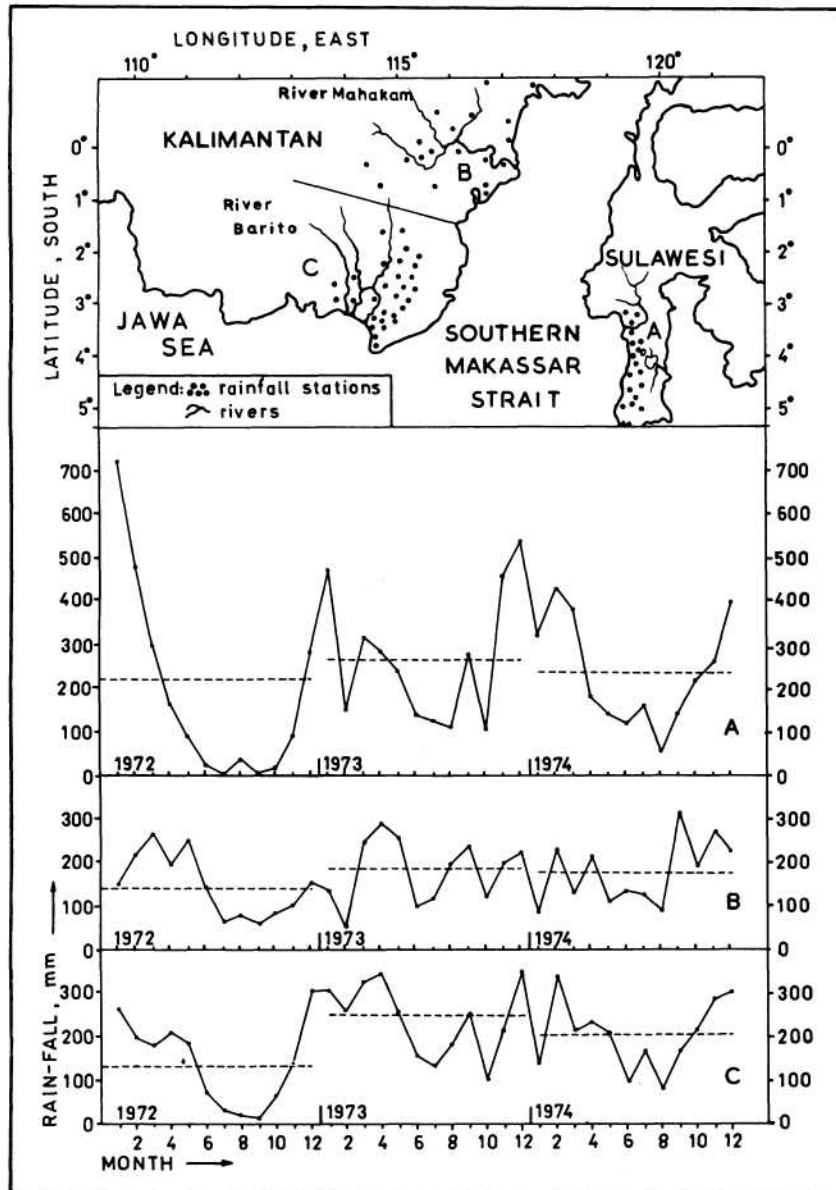 LONGITUDE, EAST
110° 115° 120°
River Mahakam
KALIMANTAN
0° 0°
B
1° 1°
River
Barito
2° 2°
C SULAWESI
3° 3°
A
JAWA
SEA
SOUTHERN
MAKASSAR
STRAIT
4° 4°
Legend: rainfall stations
rivers
5° 5°
LATITUDE, SOUTH
700 700
600 600
500 500
400 400
300 300
200 200
100 100
A
1972 1973 1974
0 0
300 300
200 200
100 100
B
1972 1973 1974
0 0
300 300
200 200
100 100
C
1972 1973 1974
0 0
RAIN-FALL, mm
2 4 6 8 10 12 2 4 6 8 10 12 2 4 6 8 10 12
MONTH